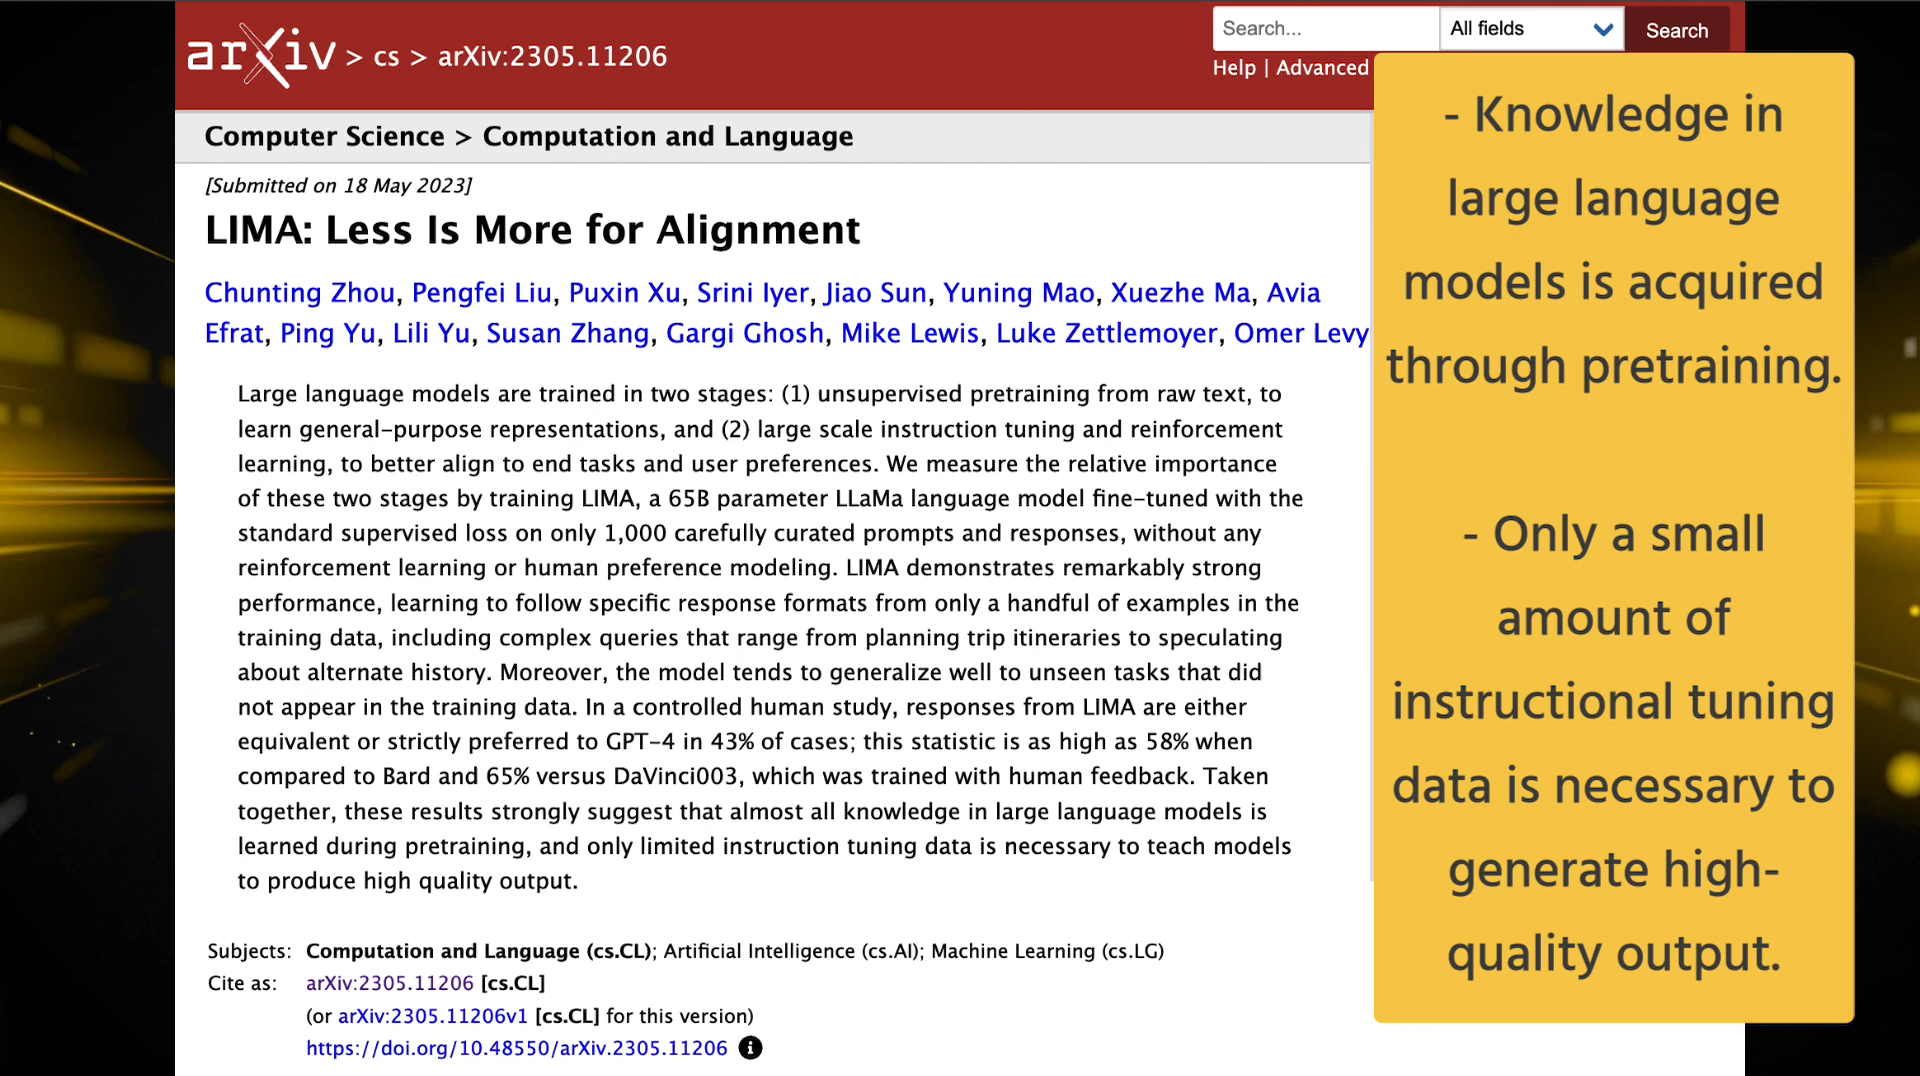 arXiv > cs > arXiv:2305.11206
Search...
All fields
Search
Help | Advanced
Computer Science > Computation and Language
[Submitted on 18 May 2023]
LIMA: Less Is More for Alignment
Chunting Zhou, Pengfei Liu, Puxin Xu, Srini Iyer, Jiao Sun, Yuning Mao, Xuezhe Ma, Avia
Efrat, Ping Yu, Lili Yu, Susan Zhang, Gargi Ghosh, Mike Lewis, Luke Zettlemoyer, Omer Levy
Large language models are trained in two stages: (1) unsupervised pretraining from raw text, to
learn general-purpose representations, and (2) large scale instruction tuning and reinforcement
learning, to better align to end tasks and user preferences. We measure the relative importance
of these two stages by training LIMA, a 65B parameter LLaMa language model fine-tuned with the
standard supervised loss on only 1,000 carefully curated prompts and responses, without any
reinforcement learning or human preference modeling. LIMA demonstrates remarkably strong
performance, learning to follow specific response formats from only a handful of examples in the
training data, including complex queries that range from planning trip itineraries to speculating
about alternate history. Moreover, the model tends to generalize well to unseen tasks that did
not appear in the training data. In a controlled human study, responses from LIMA are either
equivalent or strictly preferred to GPT-4 in 43% of cases; this statistic is as high as 58% when
compared to Bard and 65% versus DaVinci003, which was trained with human feedback. Taken
together, these results strongly suggest that almost all knowledge in large language models is
learned during pretraining, and only limited instruction tuning data is necessary to teach models
to produce high quality output.
Subjects: Computation and Language (cs.CL); Artificial Intelligence (cs.AI); Machine Learning (cs.LG)
Cite as: arXiv:2305.11206 [cs.CL]
(or arXiv:2305.11206v1 [cs.CL] for this version)
https://doi.org/10.48550/arXiv.2305.11206
- Knowledge in
large language
models is acquired
through pretraining.
- Only a small
amount of
instructional tuning
data is necessary to
generate high-
quality output.